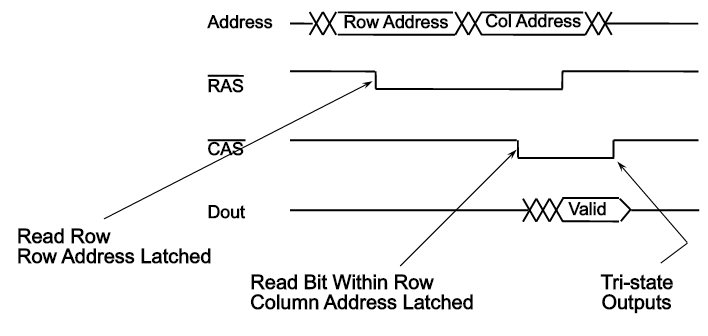 Address
Row Address
Col Address
RAS
CAS
Dout
Valid
Read Row
Row Address Latched
Read Bit Within Row
Column Address Latched
Tri-state
Outputs